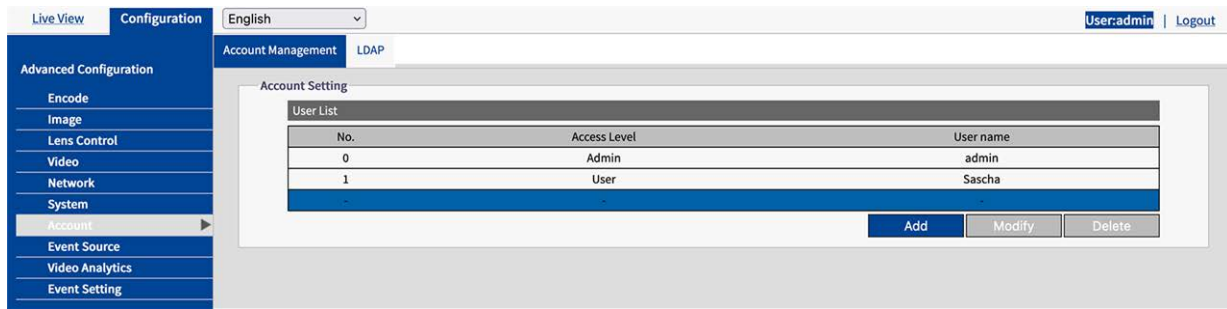 Live View Configuration English User:admin | Logout
Account Management LDAP
Advanced Configuration
Account Setting
Encode
User List
Image
No. Access Level User name
Lens Control
0 Admin admin
Video
1 User Sascha
Network
System
- - -
Account
Add Modify Delete
Event Source
Video Analytics
Event Setting